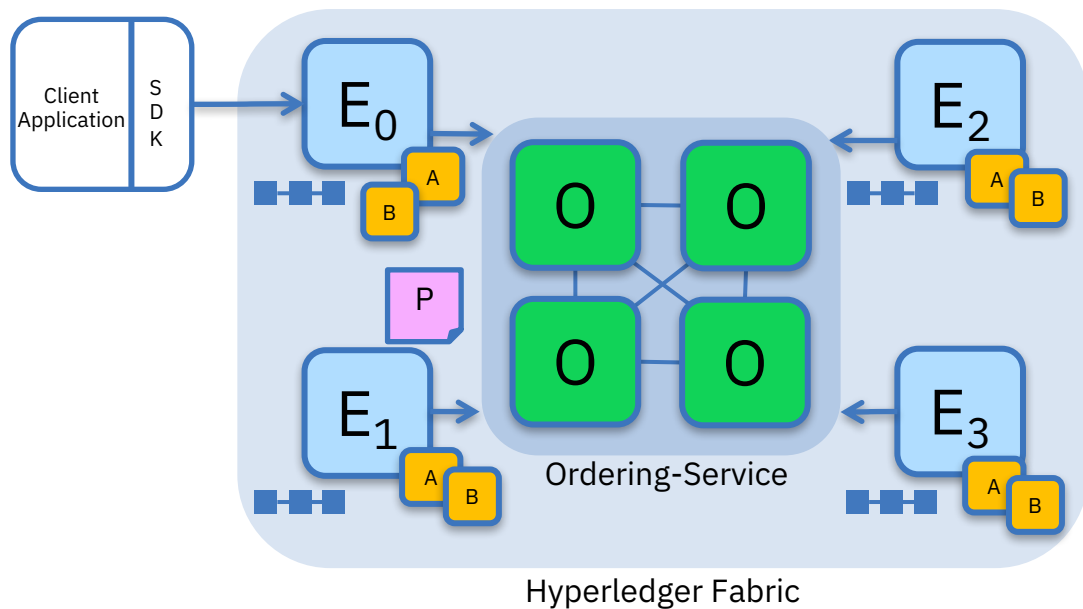 Client
Application
S
D
K
E0
A
B
E2
A
B
O
O
P
O
O
E1
A
B
E3
A
B
Ordering-Service
Hyperledger Fabric